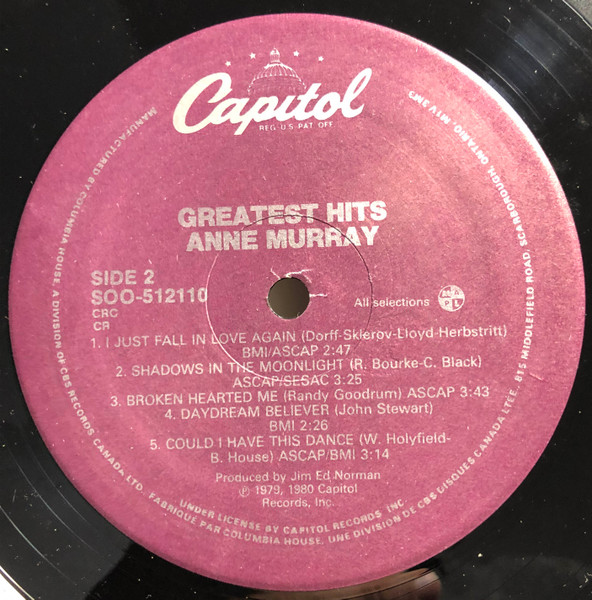 Capitol
REG. U.S. PAT. OFF.
GREATEST HITS
ANNE MURRAY
SIDE 2
SOO-512110
CRC
CR
All selections
MAPL
1. I JUST FALL IN LOVE AGAIN (Dorff-Sklerov-Lloyd-Herbstritt)
BMI/ASCAP 2:47
2. SHADOWS IN THE MOONLIGHT (R. Bourke-C. Black)
ASCAP/SESAC 3:25
3. BROKEN HEARTED ME (Randy Goodrum) ASCAP 3:43
4. DAYDREAM BELIEVER (John Stewart)
BMI 2:26
5. COULD I HAVE THIS DANCE (W. Holyfield-
B. House) ASCAP/BMI 3:14
Produced by Jim Ed Norman
℗ 1979, 1980 Capitol
Records, Inc.
MANUFACTURED BY COLUMBIA HOUSE, A DIVISION OF CBS RECORDS CANADA LTD. FABRIQUÉ PAR COLUMBIA HOUSE, UNE DIVISION DE CBS DISQUES CANADA LTÉE. 815 MIDDLEFIELD ROAD, SCARBOROUGH, ONTARIO, M1V 2M3
UNDER LICENSE BY CAPITOL RECORDS INC.